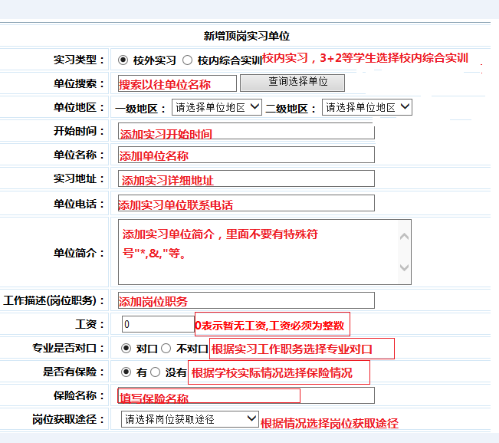 新增顶岗实习单位
实习类型： 校外实习 校内综合实训 校内实习，3+2等学生选择校内综合实训
单位搜索： 搜索以往单位名称 查询选择单位
单位地区： 一级地区： 请选择单位地区 二级地区： 请选择单位地区
开始时间： 添加实习开始时间
单位名称： 添加单位名称
实习地址： 添加实习详细地址
单位电话： 添加实习单位联系电话
单位简介： 添加实习单位简介，里面不要有特殊符
号"*,&,"等。
工作描述(岗位职务)： 添加岗位职务
工资： 0 0表示暂无工资,工资必须为整数
专业是否对口： 对口 不对口 根据实习工作职务选择专业对口
是否有保险： 有 没有 根据学校实际情况选择保险情况
保险名称： 填写保险名称
岗位获取途径： 请选择岗位获取途径 根据情况选择岗位获取途径